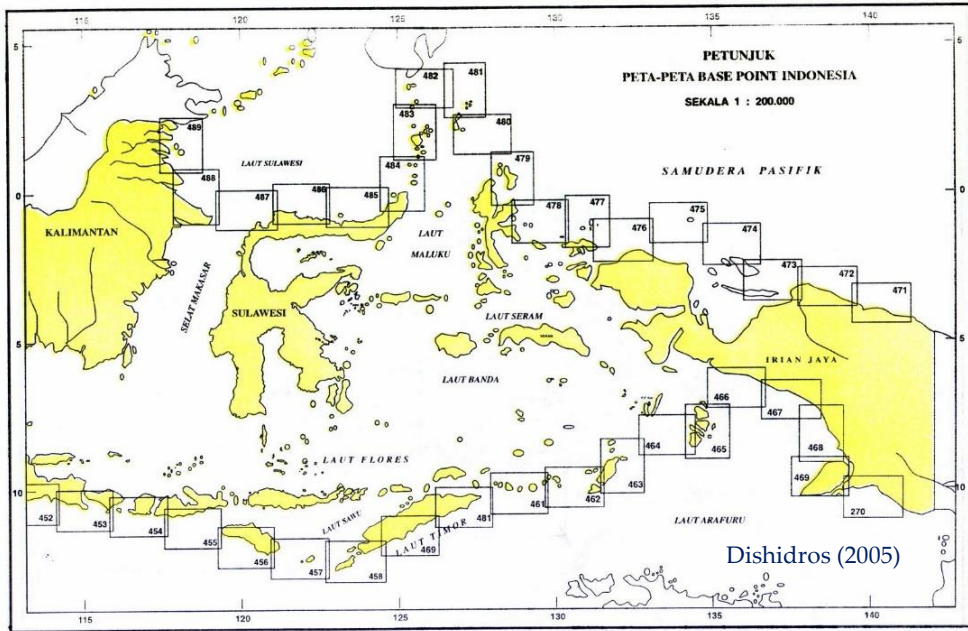 115 120 125 130 135 140
5 5
PETUNJUK
PETA-PETA BASE POINT INDONESIA
SEKALA 1 : 200.000
482 481
483 480
489
LAUT SULAWESI
484 479
SAMUDERA PASIFIK
488
487 486 485 478 477
476 475
474
0 0
KALIMANTAN
LAUT
MALUKU
473 472
471
SELAT MAKASAR
SULAWESI
LAUT SERAM
5 5
IRIAN JAYA
LAUT BANDA
466
467
464 465 468
LAUT FLORES
463 469
10 10
452 453 454 455
LAUT SAWU
LAUT TIMOR
481 461 462
270
456 457 458 469
LAUT ARAFURU
Dishidros (2005)
115 120 125 130 135 140